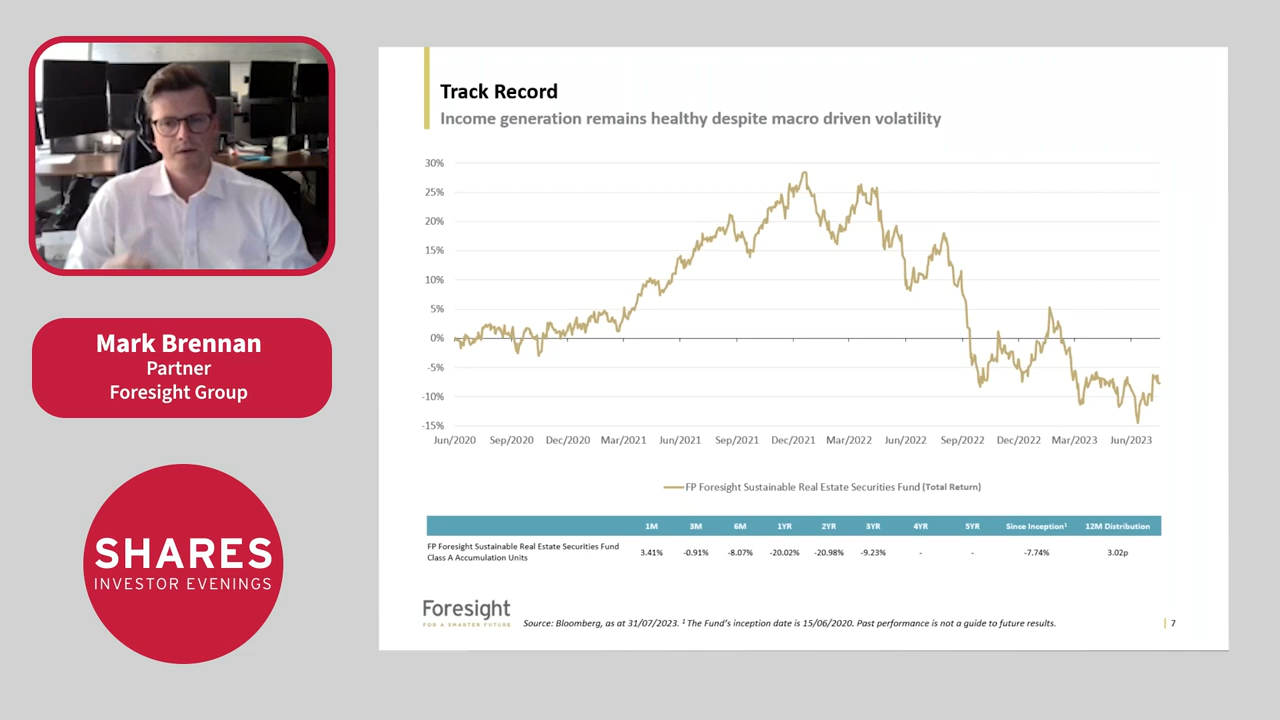 Mark Brennan
Partner
Foresight Group
SHARES
INVESTOR EVENINGS
Track Record
Income generation remains healthy despite macro driven volatility
30%
25%
20%
15%
10%
5%
0%
-5%
-10%
-15%
Jun/2020 Sep/2020 Dec/2020 Mar/2021 Jun/2021 Sep/2021 Dec/2021 Mar/2022 Jun/2022 Sep/2022 Dec/2022 Mar/2023 Jun/2023
FP Foresight Sustainable Real Estate Securities Fund (Total Return)
1M 3M 6M 1YR 2YR 3YR 4YR 5YR Since Inception¹ 12M Distribution
FP Foresight Sustainable Real Estate Securities Fund
Class A Accumulation Units
3.41% -0.91% -8.07% -20.02% -20.98% -9.23% - - -7.74% 3.02p
Foresight
FOR A SMARTER FUTURE
Source: Bloomberg, as at 31/07/2023. ¹ The Fund's inception date is 15/06/2020. Past performance is not a guide to future results.
7